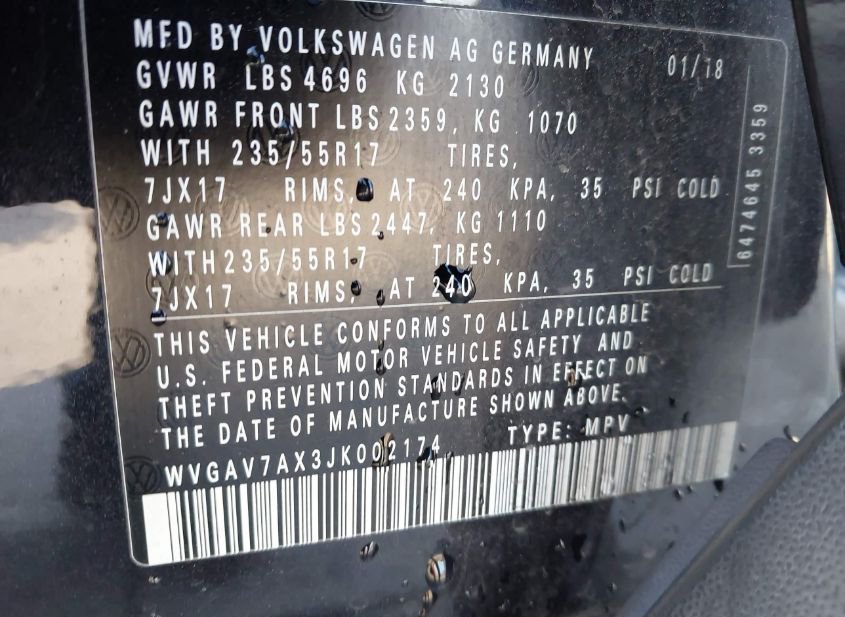 MFD BY VOLKSWAGEN AG GERMANY 01/18
GVWR LBS 4696 KG 2130
GAWR FRONT LBS 2359, KG 1070
WITH 235/55R17 TIRES,
7JX17 RIMS, AT 240 KPA, 35 PSI COLD
GAWR REAR LBS 2447, KG 1110
WITH 235/55R17 TIRES,
7JX17 RIMS, AT 240 KPA, 35 PSI COLD
THIS VEHICLE CONFORMS TO ALL APPLICABLE
U.S. FEDERAL MOTOR VEHICLE SAFETY AND
THEFT PREVENTION STANDARDS IN EFFECT ON
THE DATE OF MANUFACTURE SHOWN ABOVE.
WVGAV7AX3JK002174 TYPE: MPV
6474645 3359